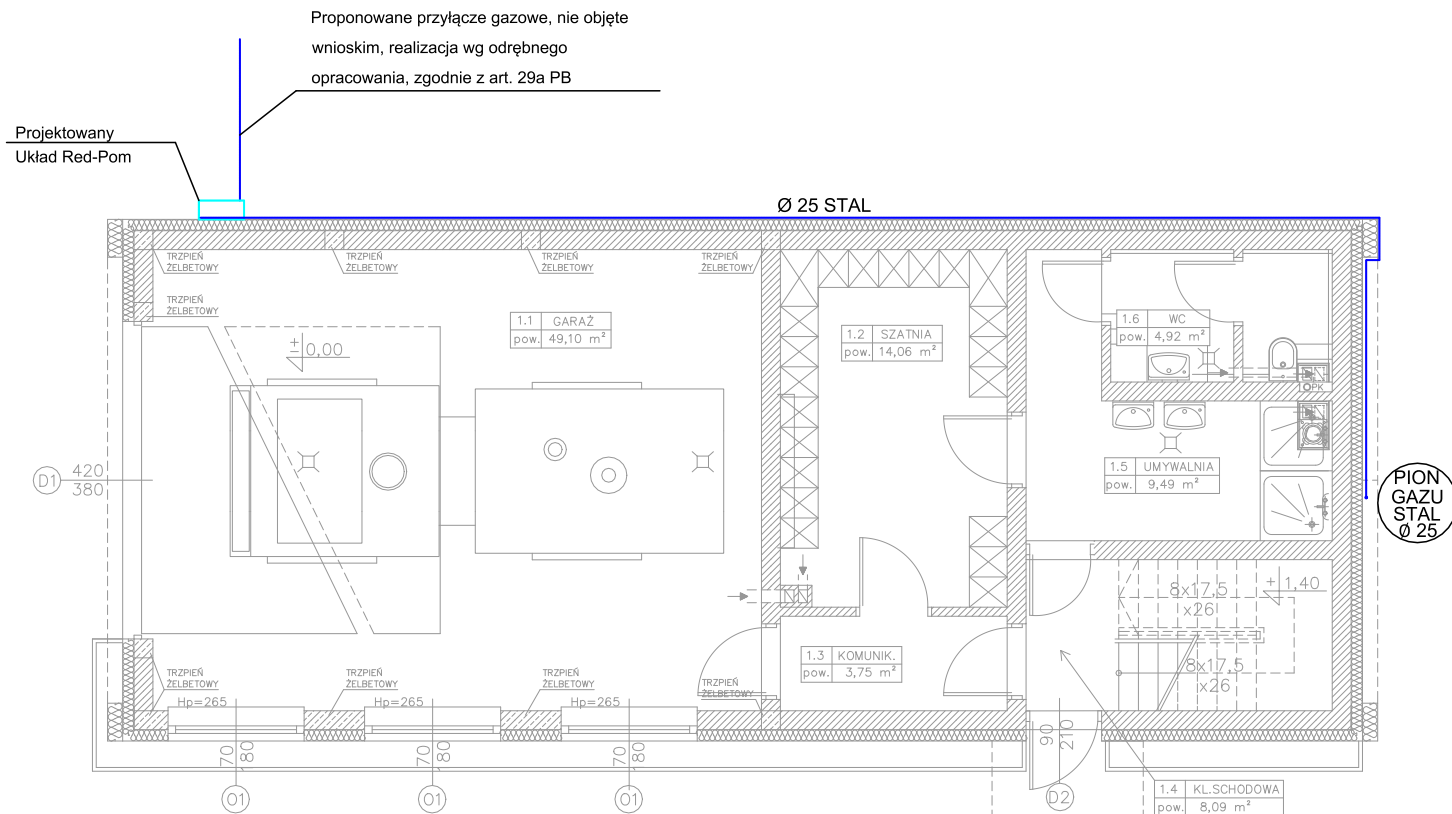 Proponowane przyłącze gazowe, nie objęte
wnioskim, realizacja wg odrębnego
opracowania, zgodnie z art. 29a PB
Projektowany
Układ Red-Pom
Ø 25 STAL
TRZPIEŃ
ŻELBETOWY
TRZPIEŃ
ŻELBETOWY
TRZPIEŃ
ŻELBETOWY
TRZPIEŃ
ŻELBETOWY
TRZPIEŃ
ŻELBETOWY
1.1 GARAŻ
pow. 49,10 m²
± 0,00
1.2 SZATNIA
pow. 14,06 m²
1.6 WC
pow. 4,92 m²
PK
1.5 UMYWALNIA
pow. 9,49 m²
D1
420
380
PION
GAZU
STAL
Ø 25
8x17,5
x26
+ 1,40
8x17,5
x26
1.3 KOMUNIK.
pow. 3,75 m²
TRZPIEŃ
ŻELBETOWY
TRZPIEŃ
ŻELBETOWY
TRZPIEŃ
ŻELBETOWY
TRZPIEŃ
ŻELBETOWY
Hp=265
Hp=265
Hp=265
70
80
70
80
70
80
90
210
O1
O1
O1
D2
1.4 KL.SCHODOWA
pow. 8,09 m²